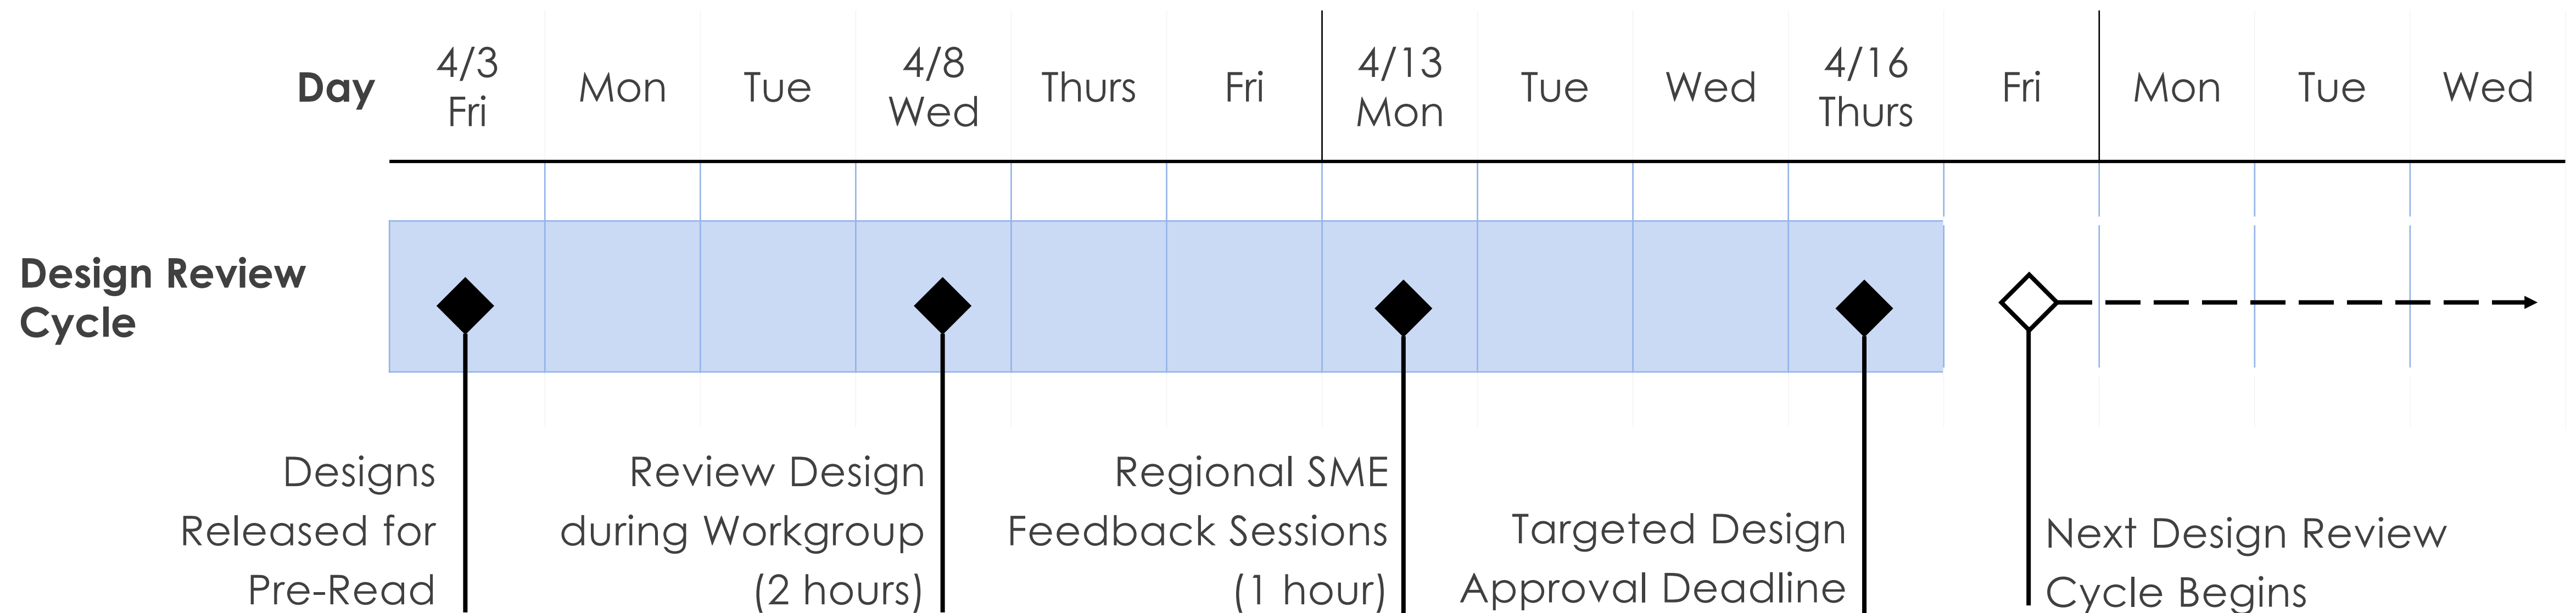 Day
4/3
Fri
Mon
Tue
4/8
Wed
Thurs
Fri
4/13
Mon
Tue
Wed
4/16
Thurs
Fri
Mon
Tue
Wed
Design Review
Cycle
Designs
Released for
Pre-Read
Review Design
during Workgroup
(2 hours)
Regional SME
Feedback Sessions
(1 hour)
Targeted Design
Approval Deadline
Next Design Review
Cycle Begins